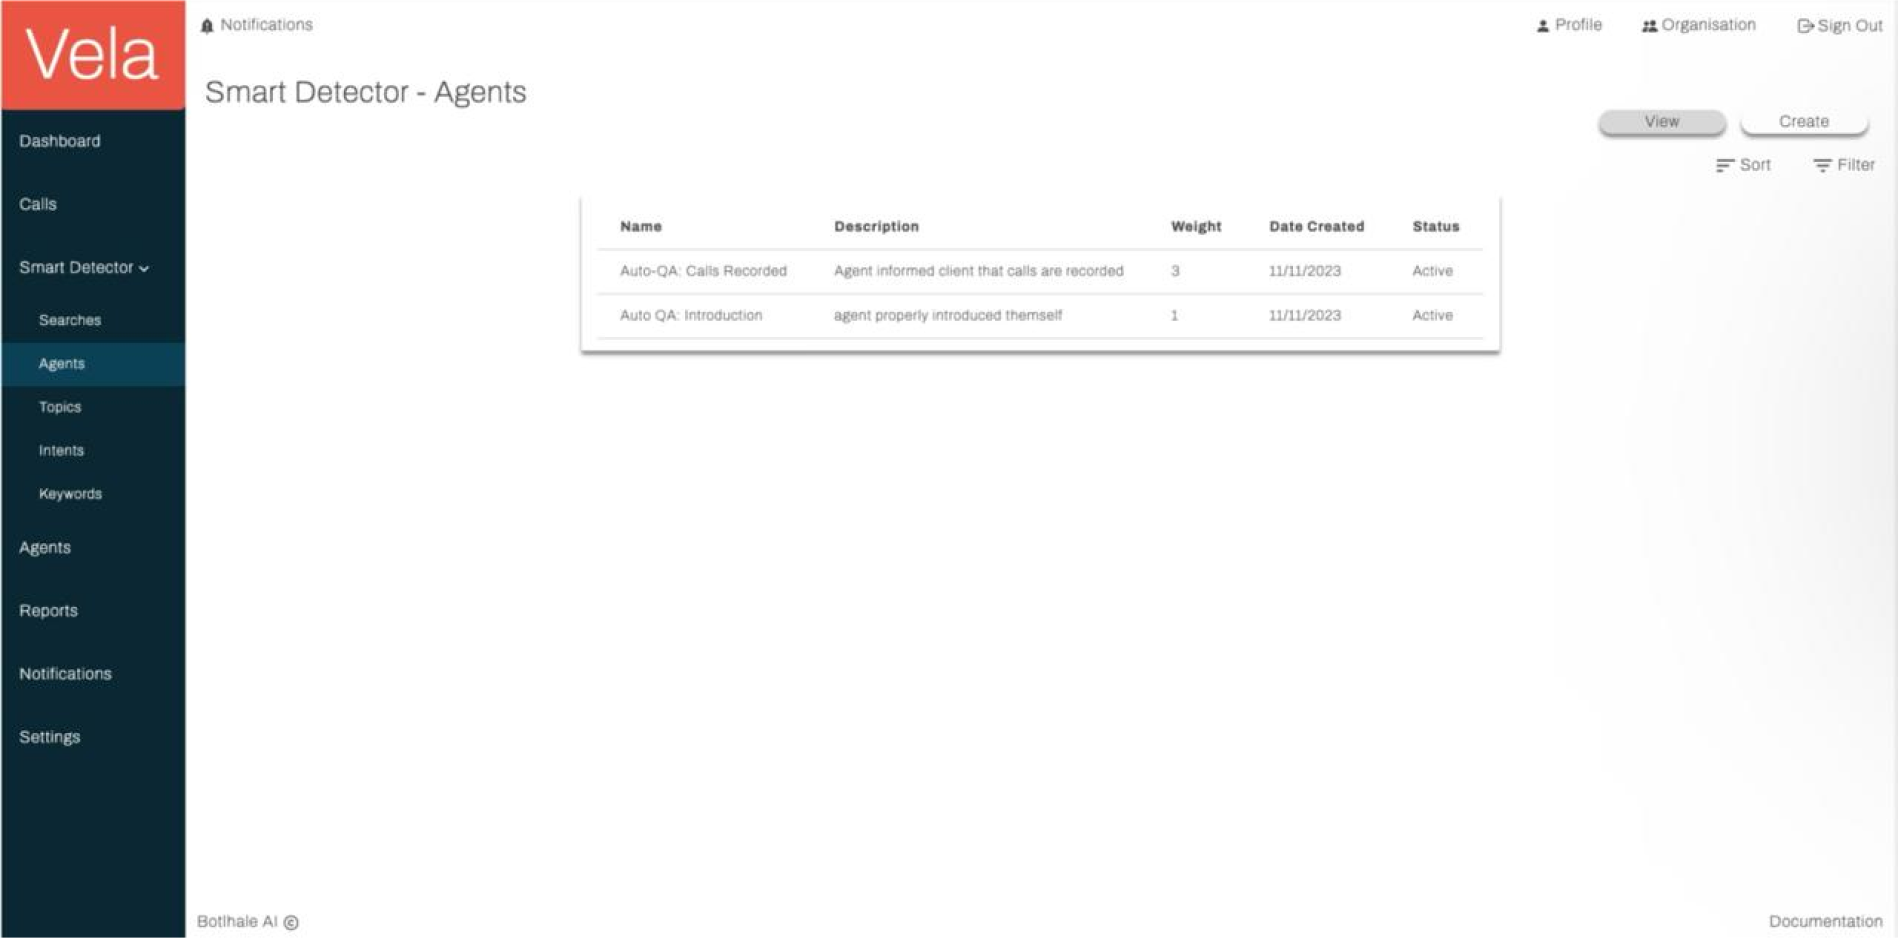 Vela
Notifications
Profile
Organisation
Sign Out
Smart Detector - Agents
View
Create
Sort
Filter
Dashboard
Calls
Smart Detector
Searches
Agents
Topics
Intents
Keywords
Agents
Reports
Notifications
Settings
Name Description Weight Date Created Status
Auto-QA: Calls Recorded Agent informed client that calls are recorded 3 11/11/2023 Active
Auto QA: Introduction agent properly introduced themself 1 11/11/2023 Active
Botlhale AI ©
Documentation